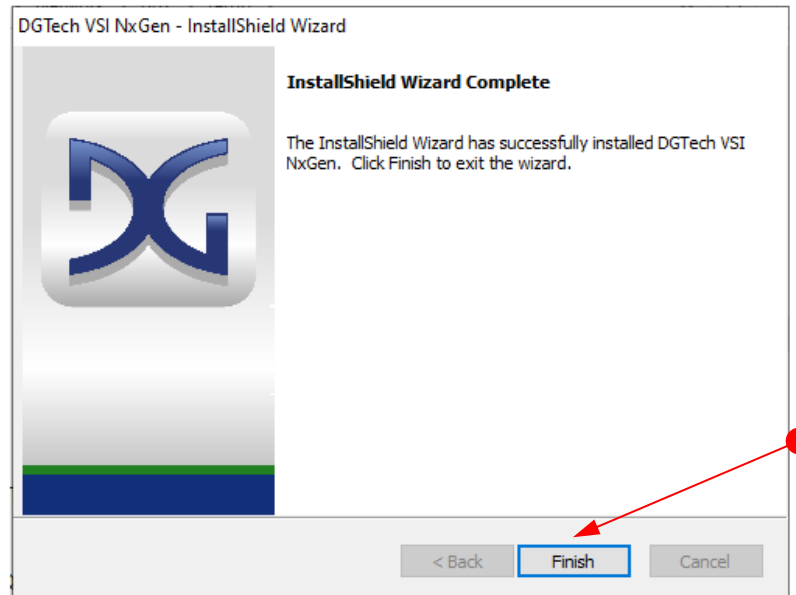 DGTech VSI NxGen - InstallShield Wizard
InstallShield Wizard Complete
The InstallShield Wizard has successfully installed DGTech VSI
NxGen. Click Finish to exit the wizard.
DG
< Back
Finish
Cancel